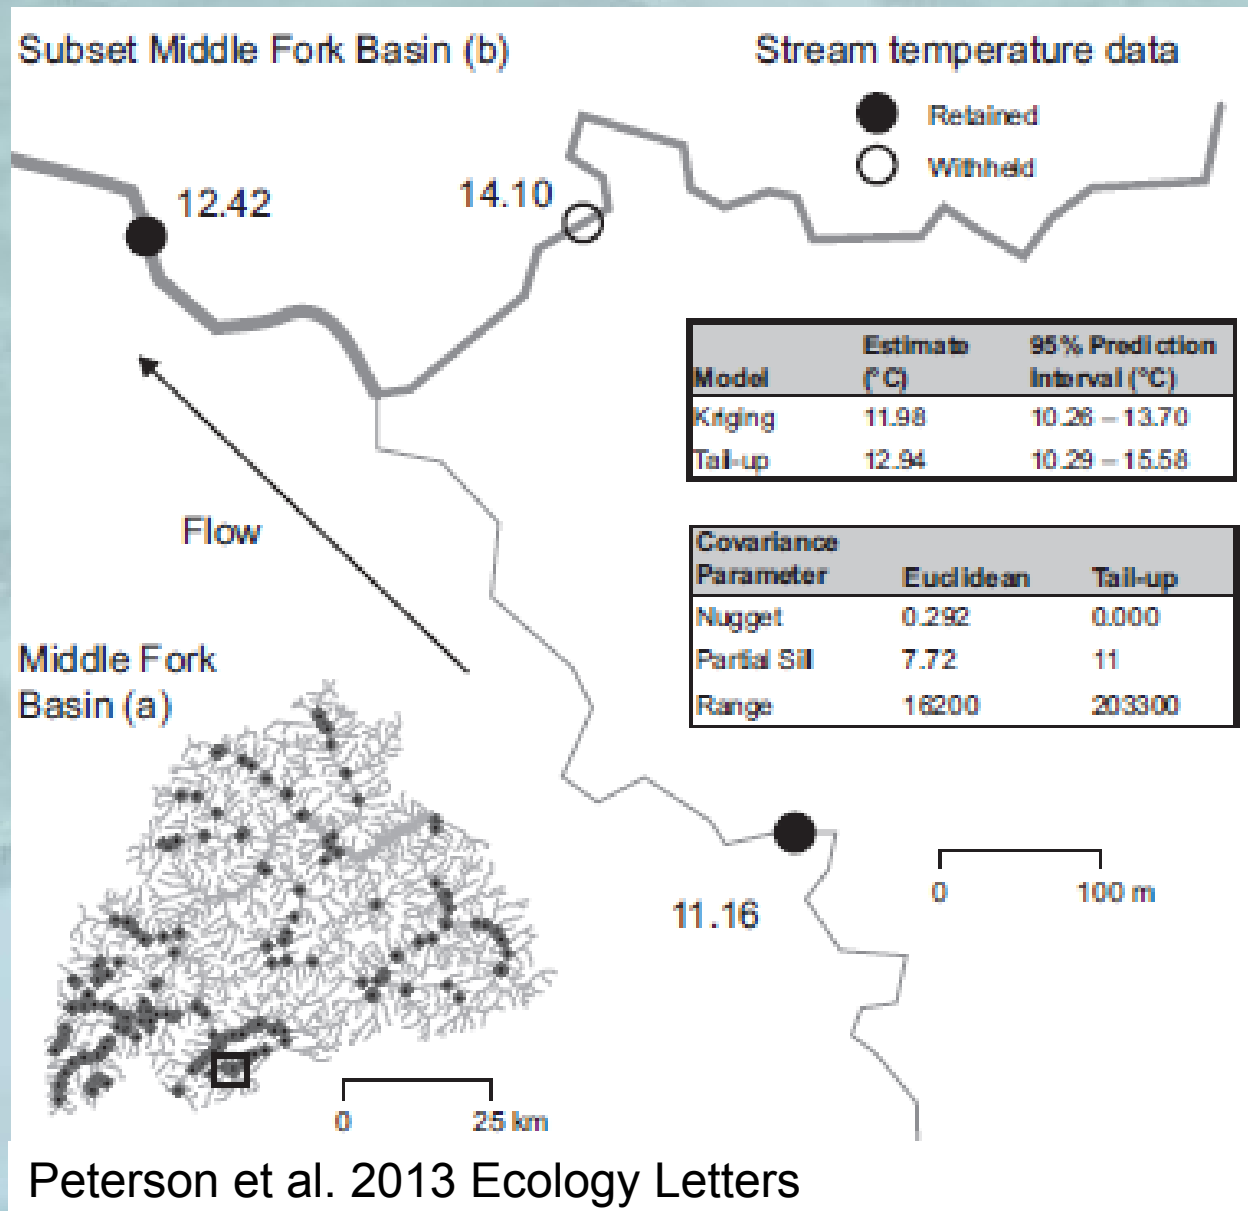 Subset Middle Fork Basin (b)
Stream temperature data
Retained
Withheld
12.42
14.10
Model Estimate (°C) 95% Prediction Interval (°C)
Kriging 11.98 10.26 – 13.70
Tail-up 12.94 10.29 – 15.58
Flow
Covariance Parameter Euclidean Tail-up
Nugget 0.292 0.000
Partial Sill 7.72 11
Range 16200 203300
Middle Fork
Basin (a)
11.16
0 100 m
0 25 km
Peterson et al. 2013 Ecology Letters